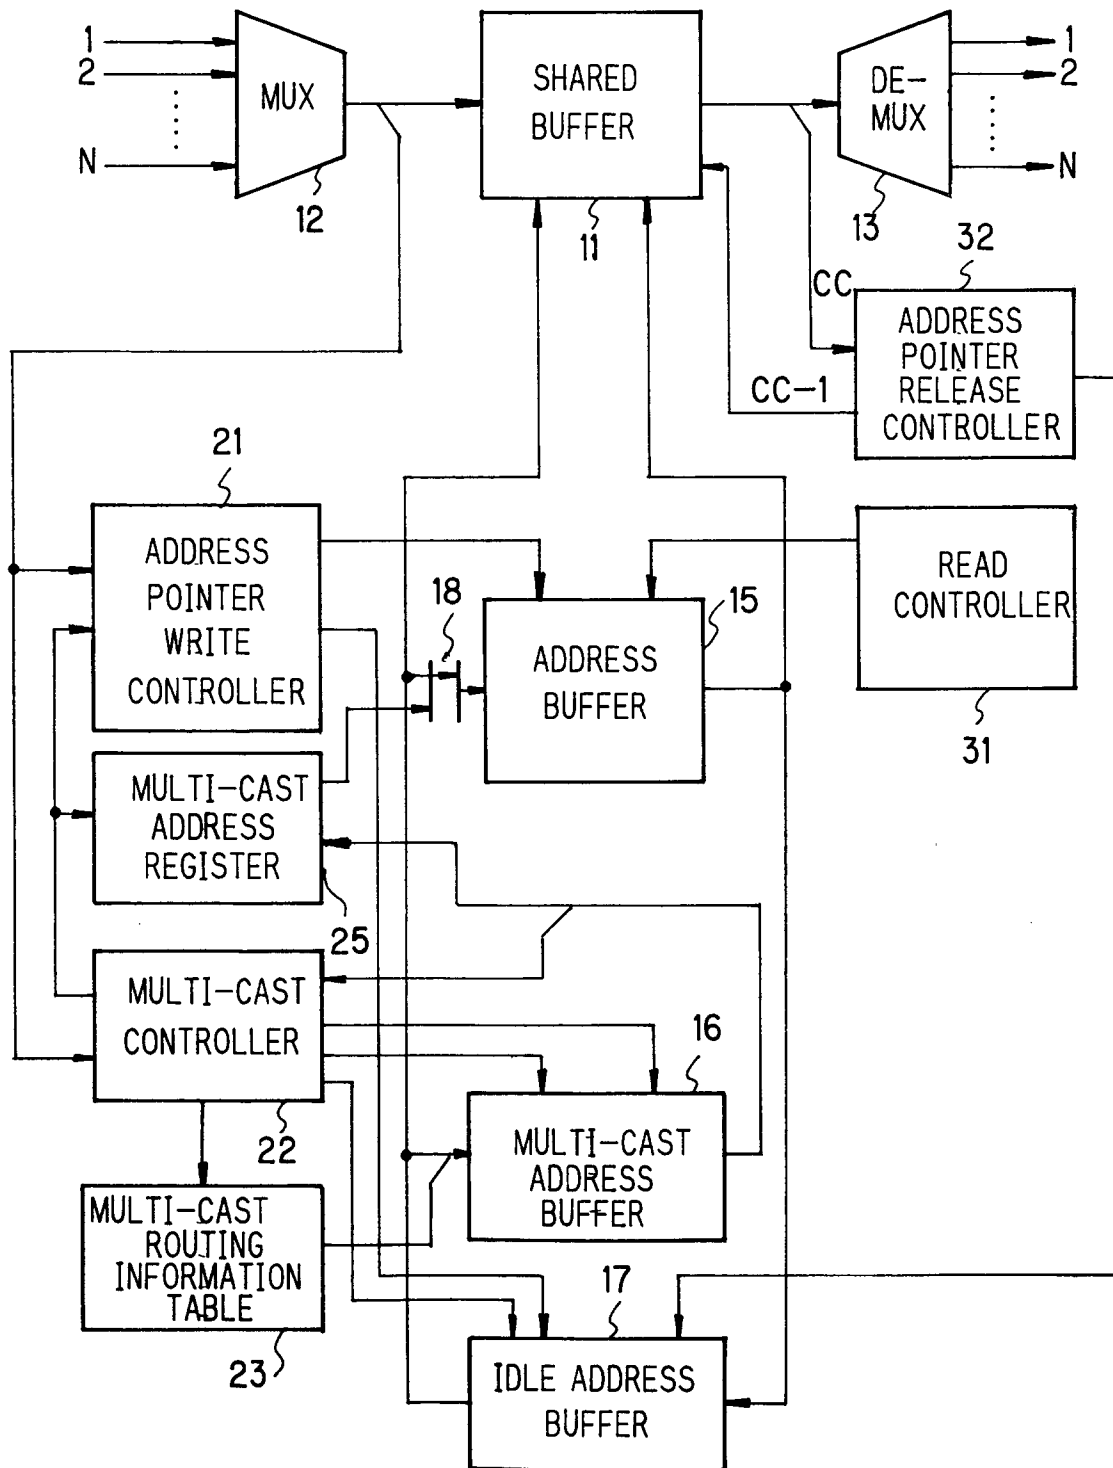 1
2
N
MUX
12
SHARED
BUFFER
11
DE-
MUX
13
1
2
N
32
CC
ADDRESS
POINTER
RELEASE
CONTROLLER
CC-1
21
ADDRESS
POINTER
WRITE
CONTROLLER
18
15
ADDRESS
BUFFER
READ
CONTROLLER
31
MULTI-CAST
ADDRESS
REGISTER
25
MULTI-CAST
CONTROLLER
22
16
MULTI-CAST
ADDRESS
BUFFER
MULTI-CAST
ROUTING
INFORMATION
TABLE
23
17
IDLE ADDRESS
BUFFER